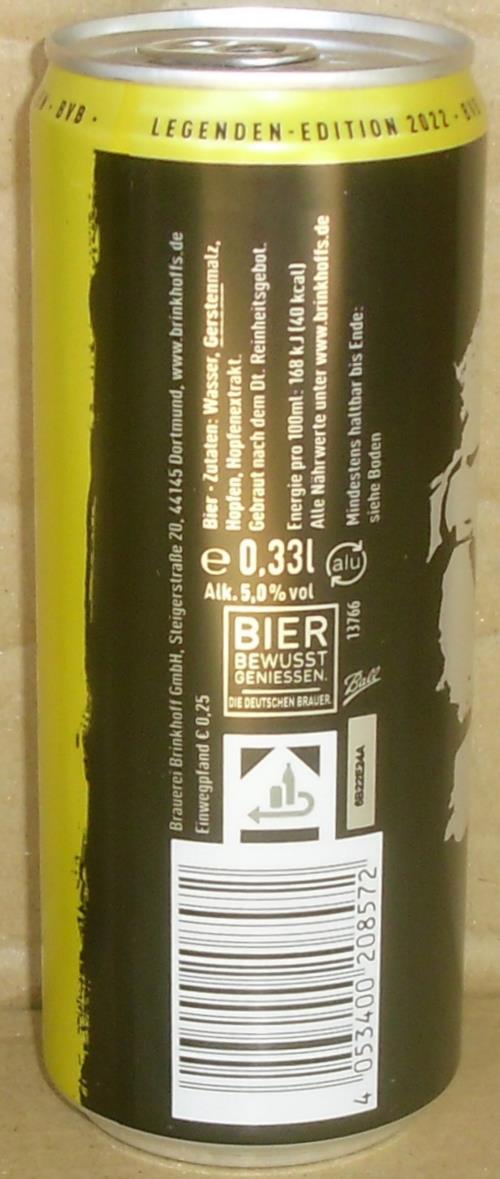 · BVB ·
LEGENDEN-EDITION 2022 · BVB
Brauerei Brinkhoff GmbH, Steigerstraße 20, 44145 Dortmund, www.brinkhoffs.de
Einwegpfand € 0,25
Bier · Zutaten: Wasser, Gerstenmalz,
Hopfen, Hopfenextrakt.
Gebraut nach dem Dt. Reinheitsgebot.
Energie pro 100ml: 168 kJ (40 kcal)
Alle Nährwerte unter www.brinkhoffs.de
Mindestens haltbar bis Ende:
siehe Boden
e 0,33l
alu
Alk. 5,0% vol
BIER
BEWUSST
GENIESSEN.
DIE DEUTSCHEN BRAUER.
13766
Ball
6B22E24A
4 053400 208572